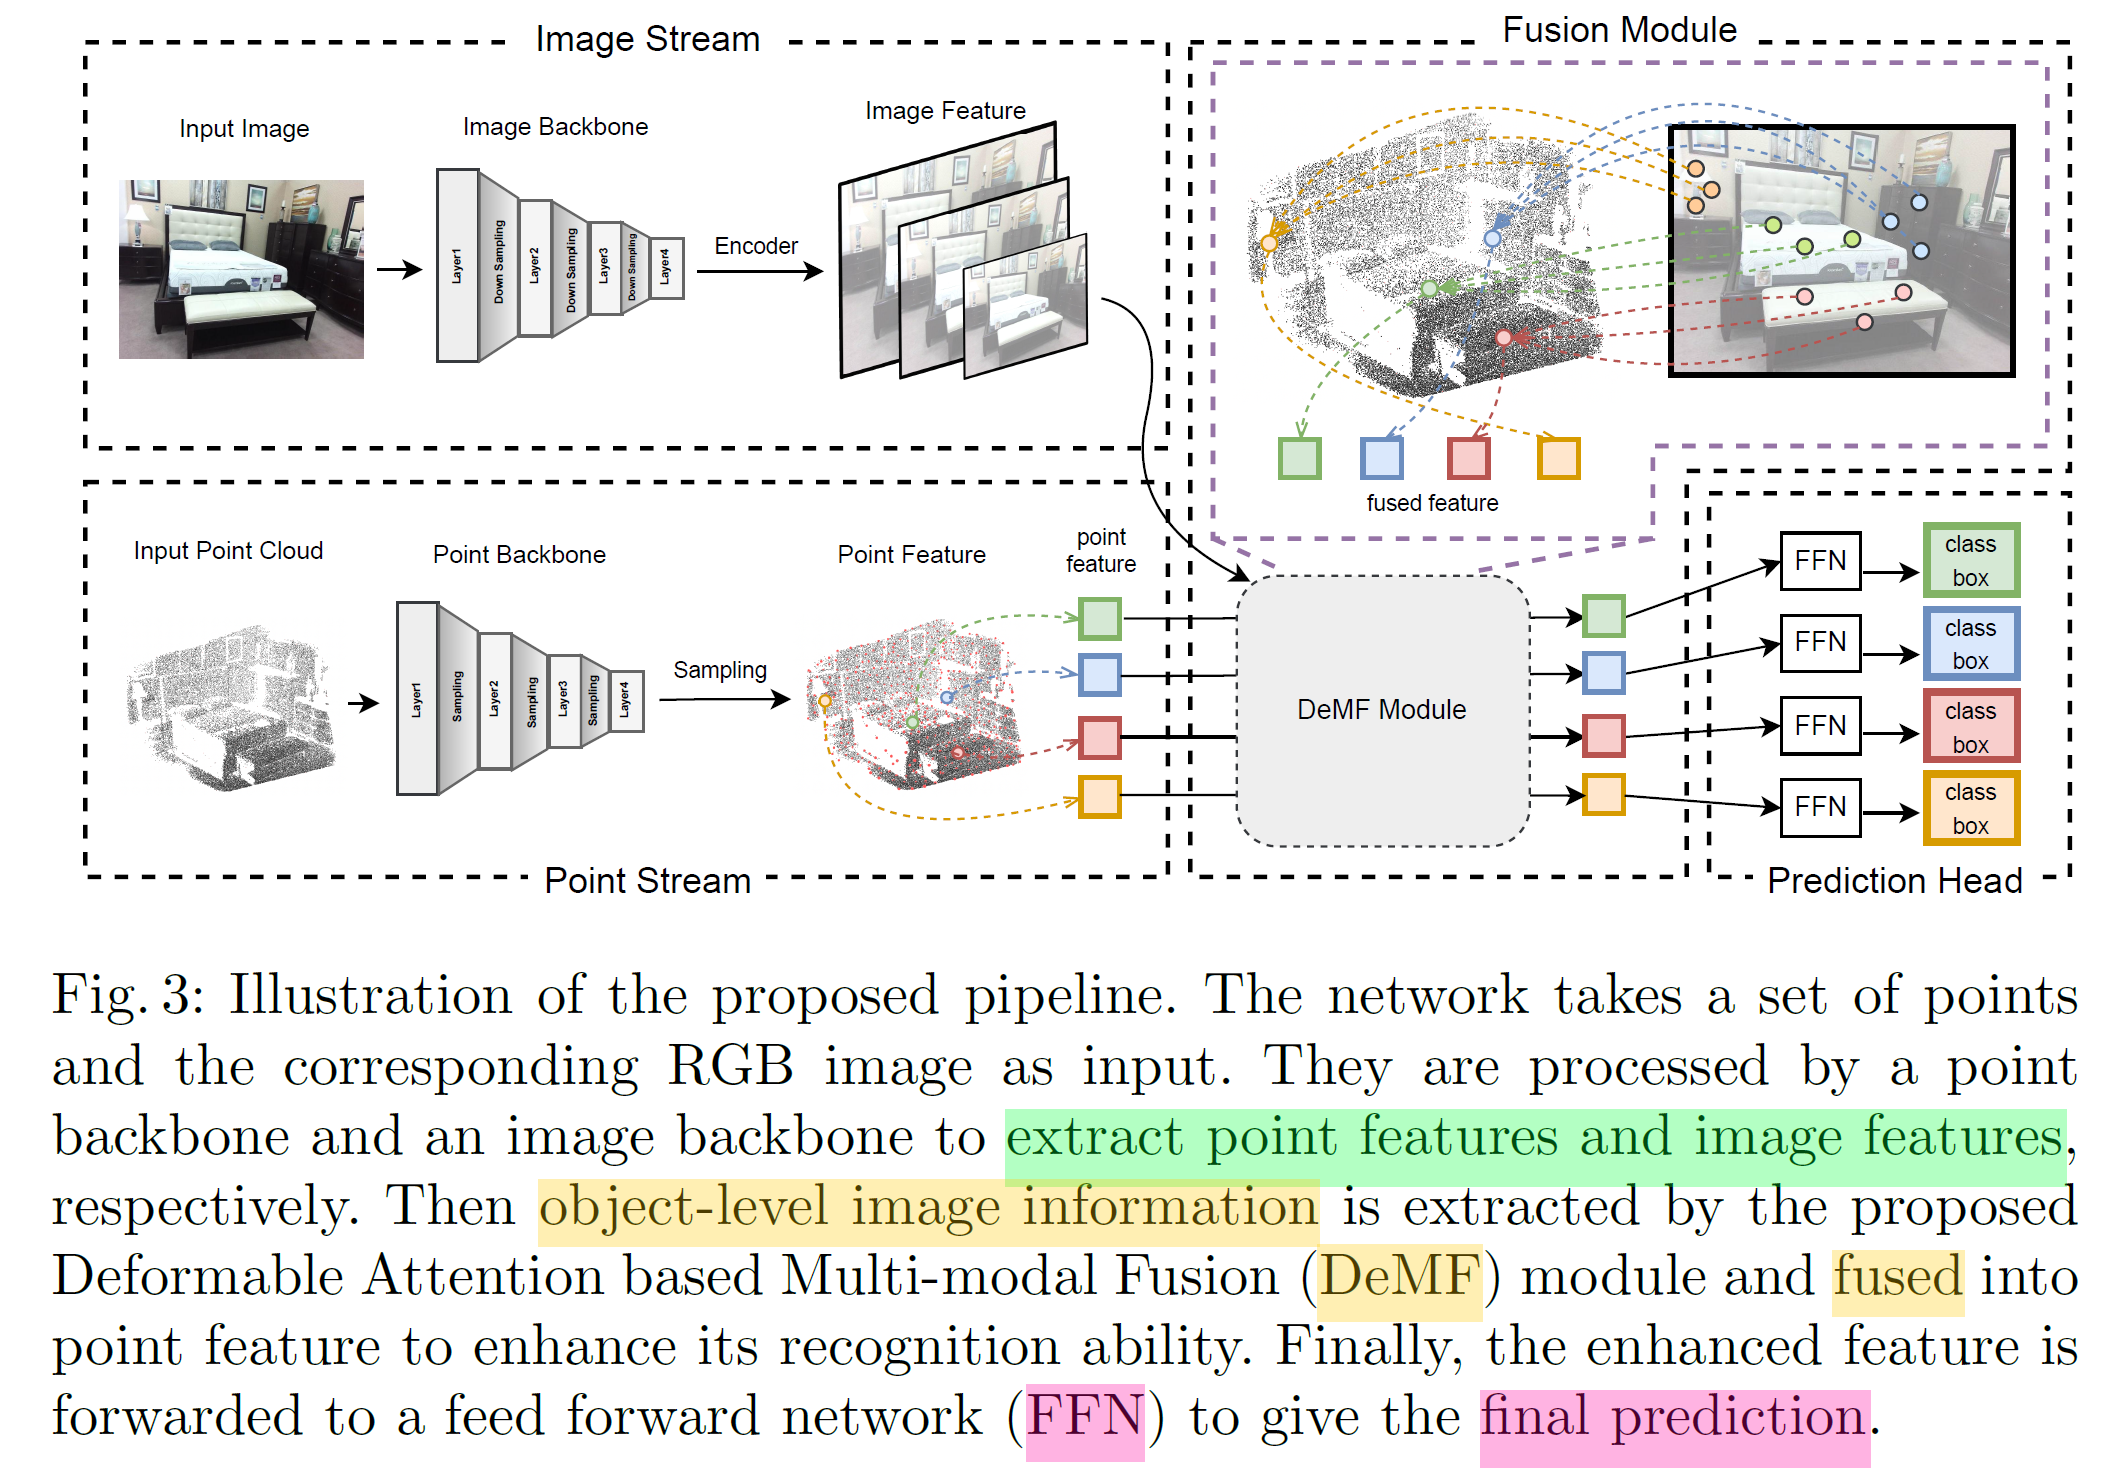 Image Stream
Input Image
Image Backbone
Image Feature
Layer1
Down Sampling
Layer2
Down Sampling
Layer3
Down Sampling
Layer4
Encoder
Fusion Module
fused feature
Input Point Cloud
Point Backbone
Point Feature
point
feature
Layer1
Sampling
Layer2
Sampling
Layer3
Sampling
Layer4
Sampling
Point Stream
DeMF Module
FFN
class
box
FFN
class
box
FFN
class
box
FFN
class
box
Prediction Head
Fig. 3: Illustration of the proposed pipeline. The network takes a set of points
and the corresponding RGB image as input. They are processed by a point
backbone and an image backbone to extract point features and image features,
respectively. Then object-level image information is extracted by the proposed
Deformable Attention based Multi-modal Fusion (DeMF) module and fused into
point feature to enhance its recognition ability. Finally, the enhanced feature is
forwarded to a feed forward network (FFN) to give the final prediction.